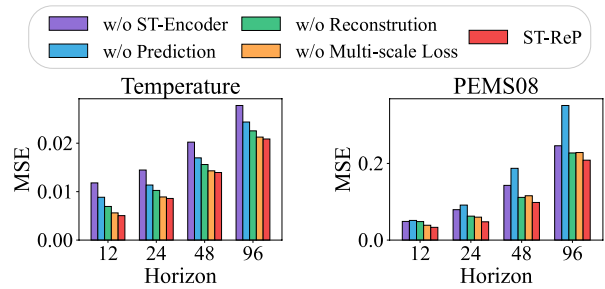 w/o ST-Encoder w/o Reconstrution ST-ReP
w/o Prediction w/o Multi-scale Loss
Temperature PEMS08
MSE
0.02
0.01
0.00
12 24 48 96
Horizon
MSE
0.2
0.0
12 24 48 96
Horizon